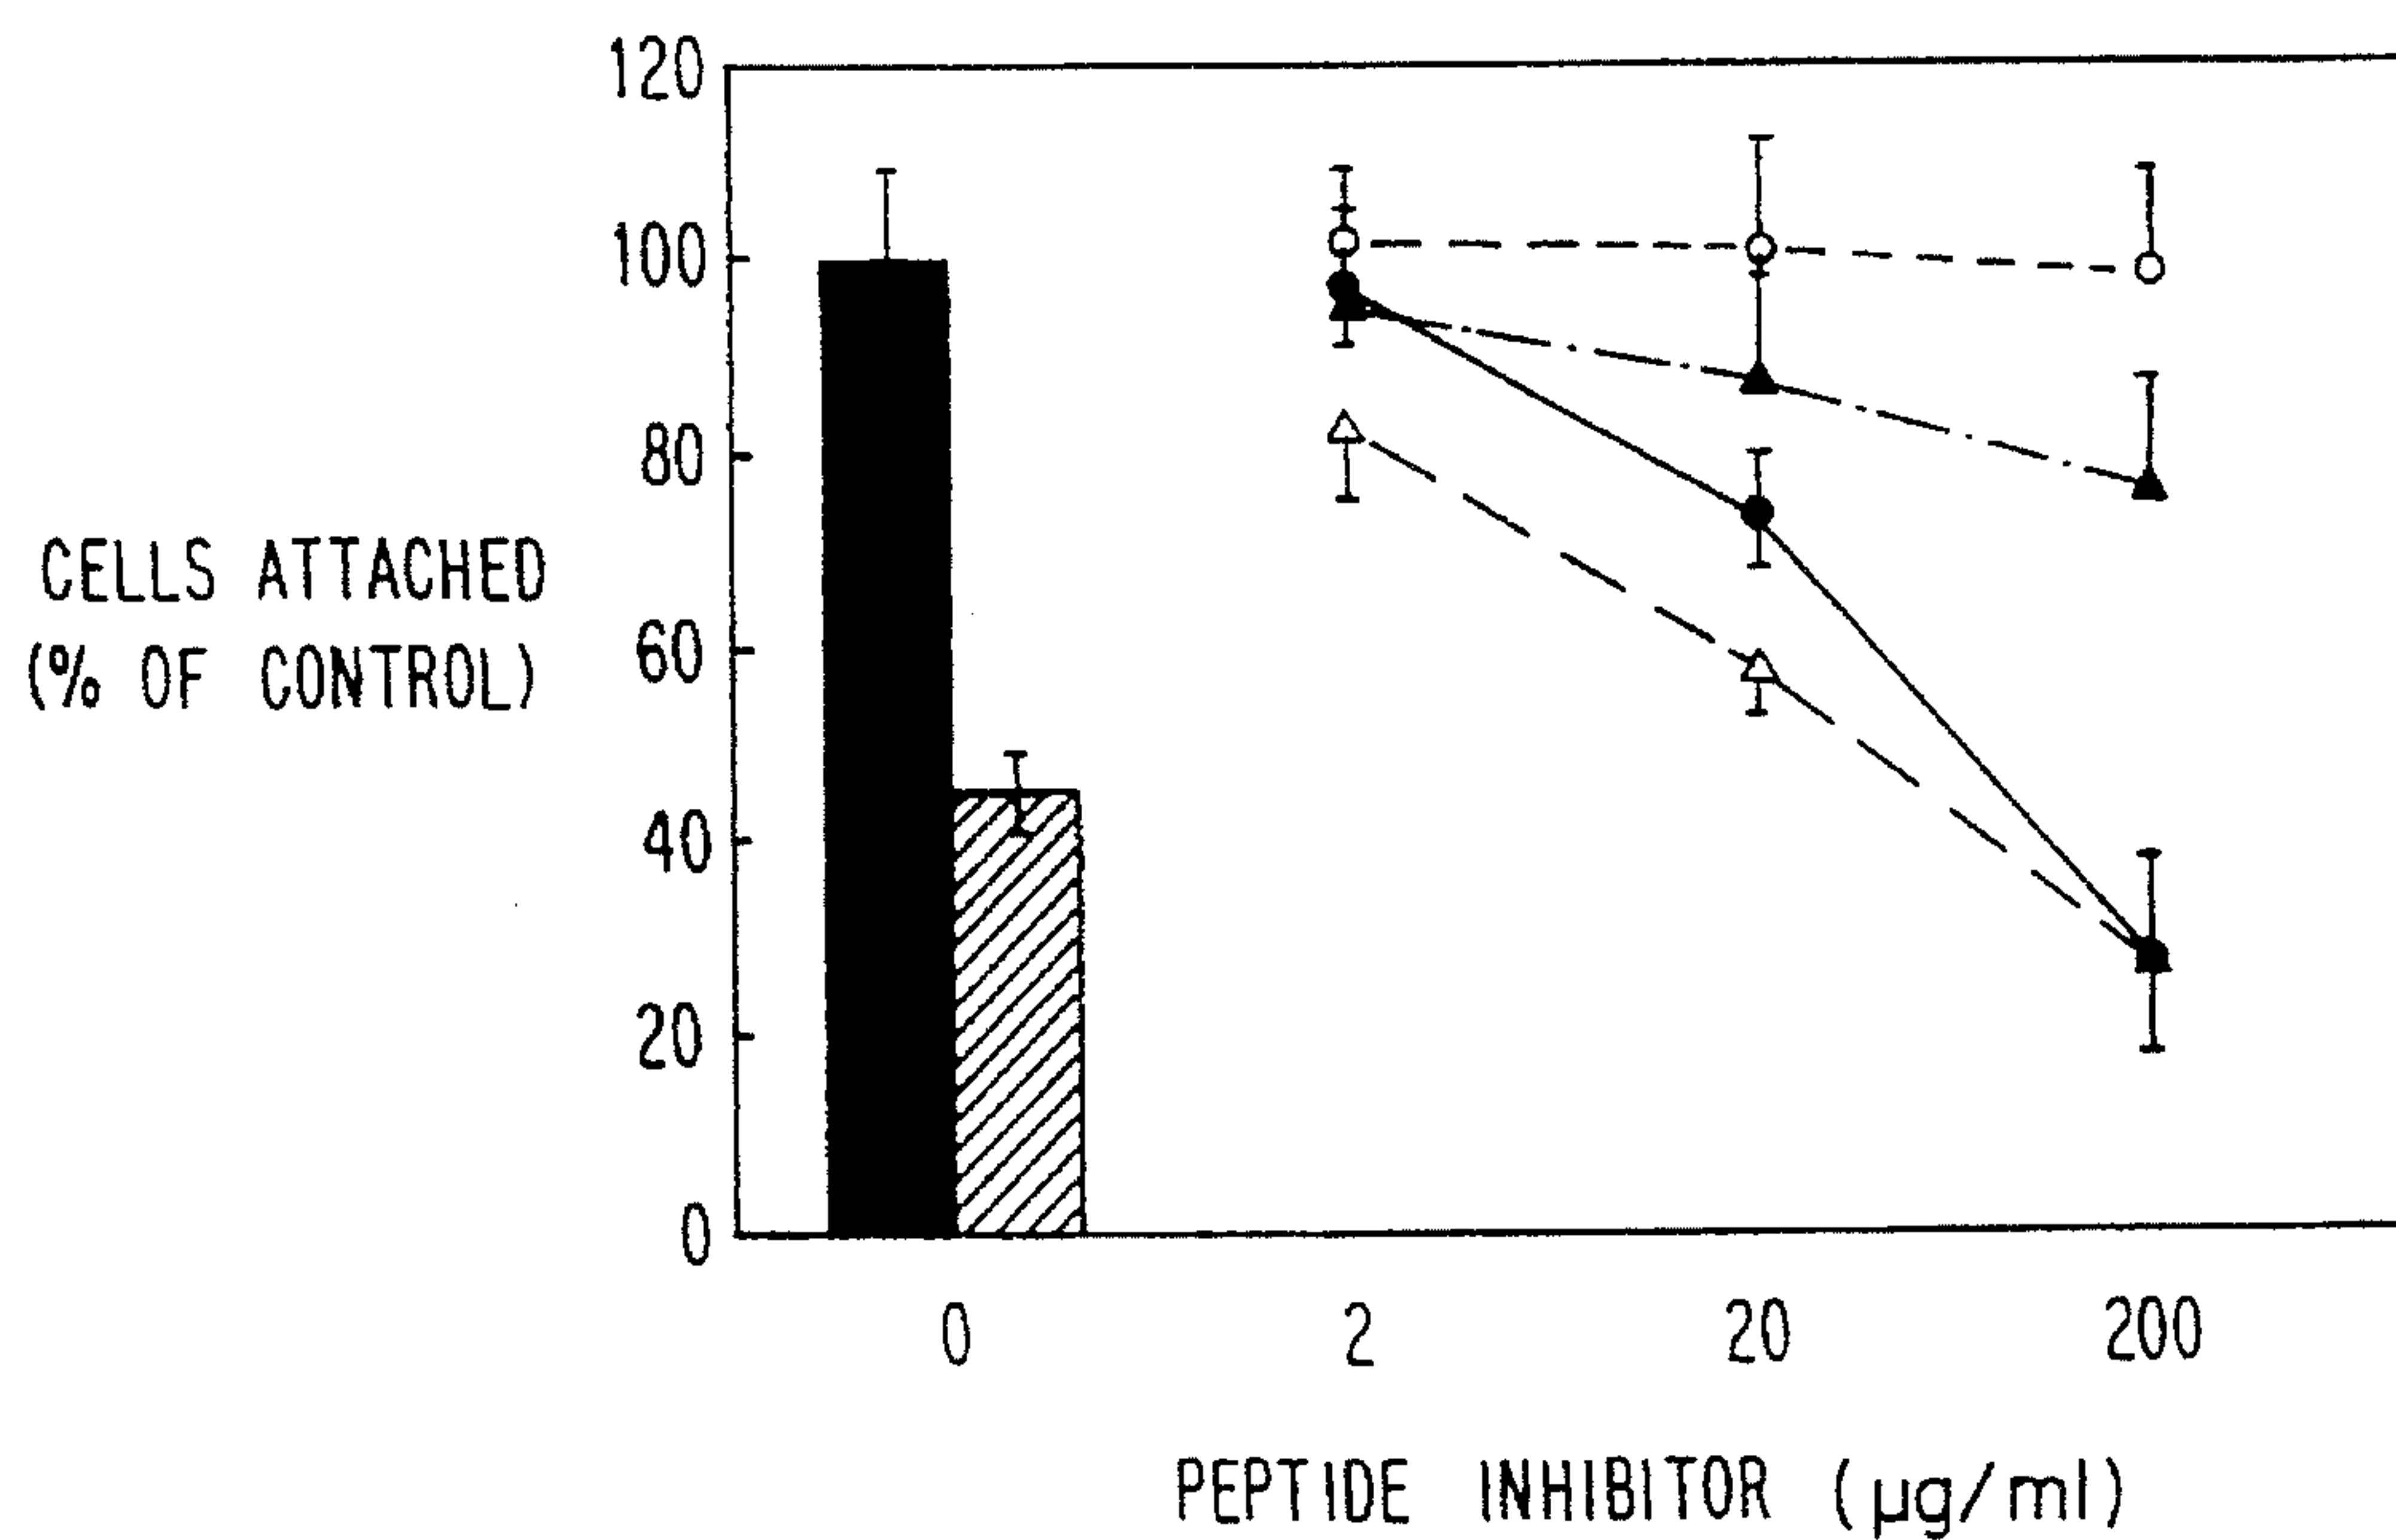 120
100
80
CELLS ATTACHED
(% OF CONTROL)
60
40
20
0
0 2 20 200
PEPTIDE INHIBITOR (µg/ml)